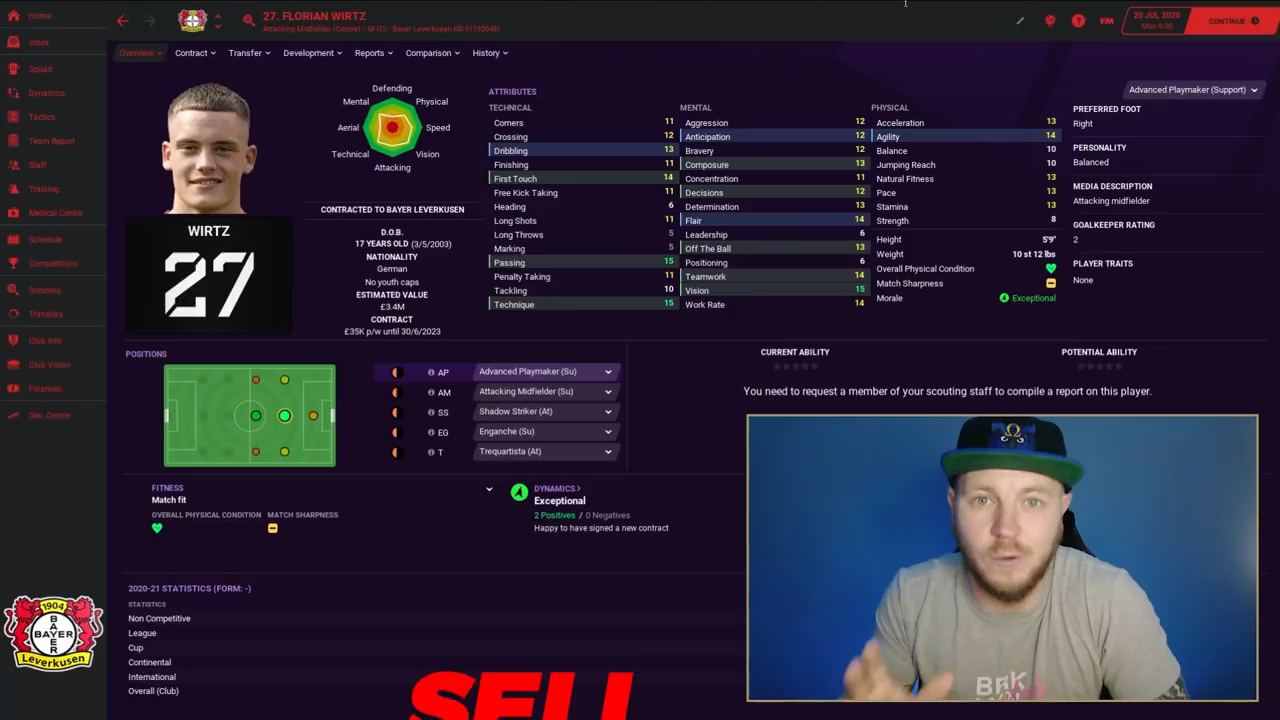 27. FLORIAN WIRTZ
Attacking Midfielder (Centre) / M (C) - Bayer Leverkusen (ID:91193048)
FM
20 JUL 2020
Mon 9:00
CONTINUE
Home
Inbox
Squad
Dynamics
Tactics
Team Report
Staff
Training
Medical Centre
Schedule
Competitions
Scouting
Transfers
Club Info
Club Vision
Finances
Dev. Centre
Overview
Contract
Transfer
Development
Reports
Comparison
History
WIRTZ
27
Defending
Physical
Speed
Vision
Attacking
Technical
Aerial
Mental
CONTRACTED TO BAYER LEVERKUSEN
D.O.B.
17 YEARS OLD (3/5/2003)
NATIONALITY
German
No youth caps
ESTIMATED VALUE
£3.4M
CONTRACT
£35K p/w until 30/6/2023
ATTRIBUTES
Advanced Playmaker (Support)
TECHNICAL
Corners 11
Crossing 12
Dribbling 13
Finishing 11
First Touch 14
Free Kick Taking 11
Heading 6
Long Shots 11
Long Throws 5
Marking 5
Passing 15
Penalty Taking 11
Tackling 10
Technique 15
MENTAL
Aggression 12
Anticipation 12
Bravery 12
Composure 13
Concentration 11
Decisions 12
Determination 13
Flair 14
Leadership 6
Off The Ball 13
Positioning 6
Teamwork 14
Vision 15
Work Rate 14
PHYSICAL
Acceleration 13
Agility 14
Balance 10
Jumping Reach 10
Natural Fitness 13
Pace 13
Stamina 13
Strength 8
Height 5'9"
Weight 10 st 12 lbs
Overall Physical Condition
Match Sharpness
Morale Exceptional
PREFERRED FOOT
Right
PERSONALITY
Balanced
MEDIA DESCRIPTION
Attacking midfielder
GOALKEEPER RATING
2
PLAYER TRAITS
None
POSITIONS
AP Advanced Playmaker (Su)
AM Attacking Midfielder (Su)
SS Shadow Striker (At)
EG Enganche (Su)
T Trequartista (At)
CURRENT ABILITY
POTENTIAL ABILITY
You need to request a member of your scouting staff to compile a report on this player.
FITNESS
Match fit
OVERALL PHYSICAL CONDITION
MATCH SHARPNESS
DYNAMICS >
Exceptional
2 Positives / 0 Negatives
Happy to have signed a new contract
2020-21 STATISTICS (FORM: -)
STATISTICS
Non Competitive
League
Cup
Continental
International
Overall (Club)
1904
BAYER
Leverkusen
SELL
BRK